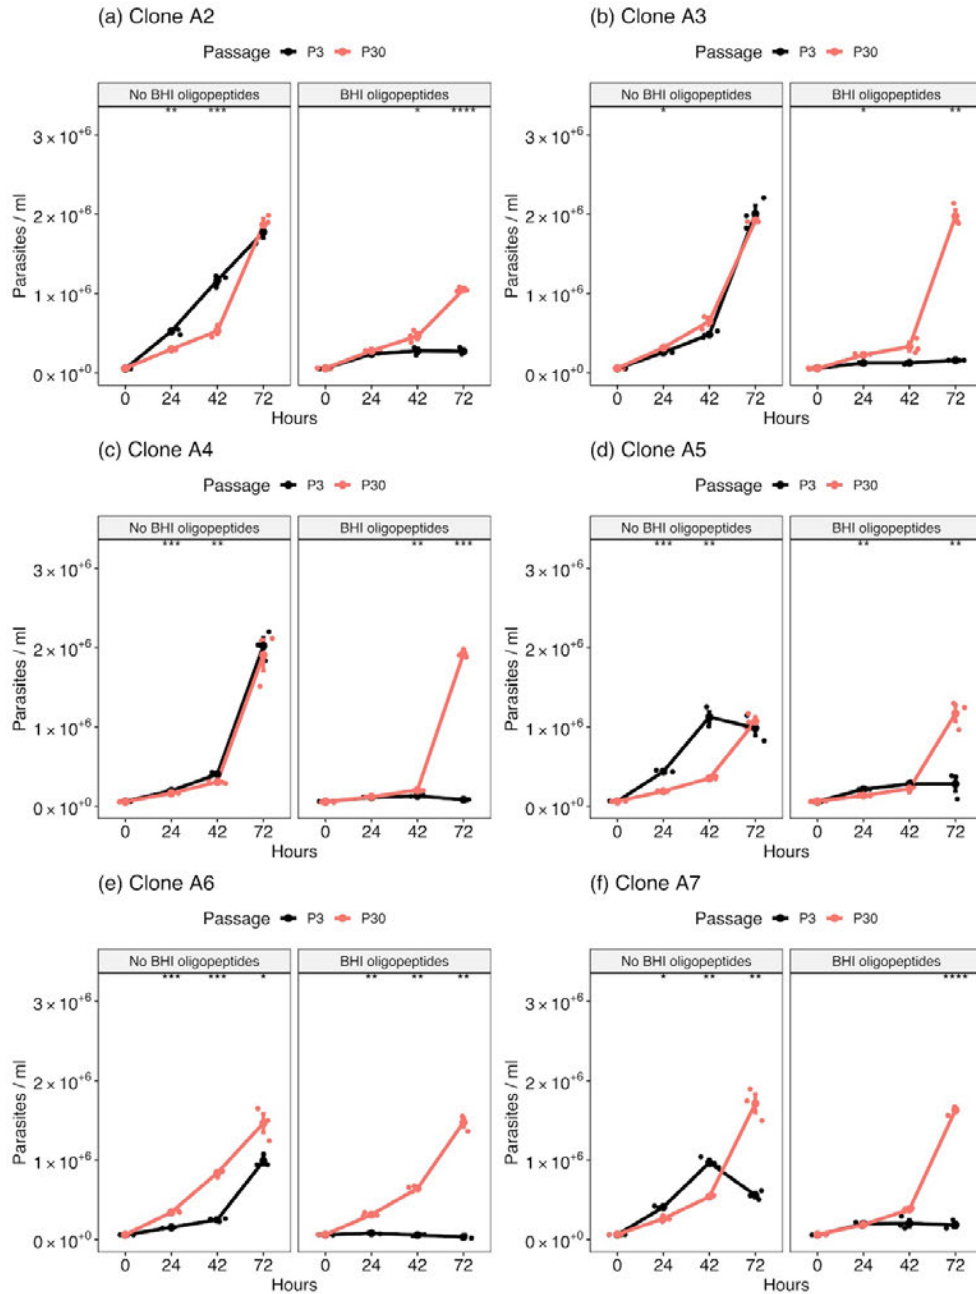 (a) Clone A2
Passage P3 P30
No BHI oligopeptides BHI oligopeptides
** *** * ****
Parasites / ml
3 × 10⁺⁶
2 × 10⁺⁶
1 × 10⁺⁶
0 × 10⁺⁰
0 24 42 72 0 24 42 72
Hours
(b) Clone A3
Passage P3 P30
No BHI oligopeptides BHI oligopeptides
* * **
Parasites / ml
3 × 10⁺⁶
2 × 10⁺⁶
1 × 10⁺⁶
0 × 10⁺⁰
0 24 42 72 0 24 42 72
Hours
(c) Clone A4
Passage P3 P30
No BHI oligopeptides BHI oligopeptides
*** ** ** ***
Parasites / ml
3 × 10⁺⁶
2 × 10⁺⁶
1 × 10⁺⁶
0 × 10⁺⁰
0 24 42 72 0 24 42 72
Hours
(d) Clone A5
Passage P3 P30
No BHI oligopeptides BHI oligopeptides
*** ** ** **
Parasites / ml
3 × 10⁺⁶
2 × 10⁺⁶
1 × 10⁺⁶
0 × 10⁺⁰
0 24 42 72 0 24 42 72
Hours
(e) Clone A6
Passage P3 P30
No BHI oligopeptides BHI oligopeptides
*** *** * ** ** **
Parasites / ml
3 × 10⁺⁶
2 × 10⁺⁶
1 × 10⁺⁶
0 × 10⁺⁰
0 24 42 72 0 24 42 72
Hours
(f) Clone A7
Passage P3 P30
No BHI oligopeptides BHI oligopeptides
* ** ** ****
Parasites / ml
3 × 10⁺⁶
2 × 10⁺⁶
1 × 10⁺⁶
0 × 10⁺⁰
0 24 42 72 0 24 42 72
Hours